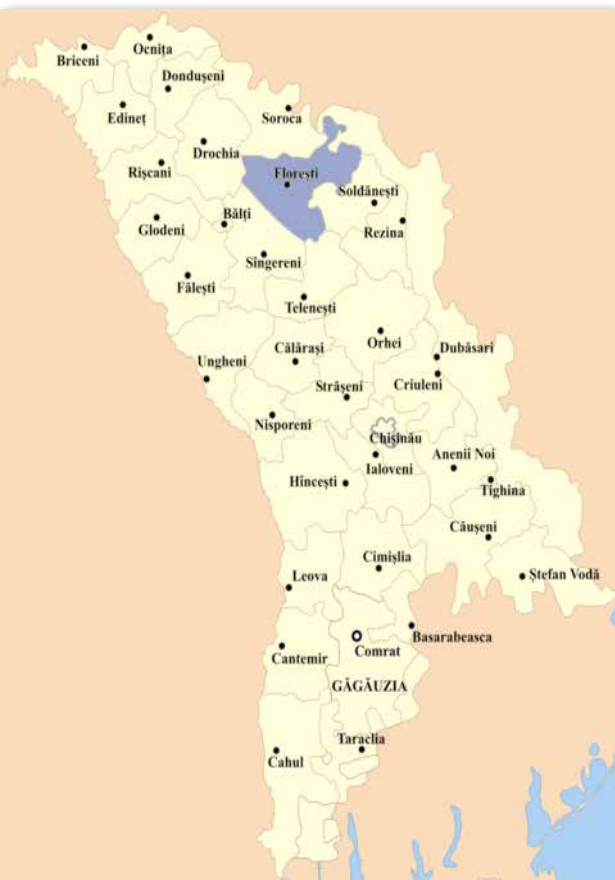 Ocnița
Briceni
Dondușeni
Edineț
Soroca
Drochia
Rîșcani
Florești
Soldănești
Bălți
Glodeni
Rezina
Sîngereni
Fălești
Telenești
Orhei
Dubăsari
Călărași
Ungheni
Criuleni
Strășeni
Nisporeni
Chișinău
Anenii Noi
Ialoveni
Hîncești
Tighina
Căușeni
Cimișlia
Ștefan Vodă
Leova
Basarabeasca
Comrat
Cantemir
GĂGĂUZIA
Taraclia
Cahul